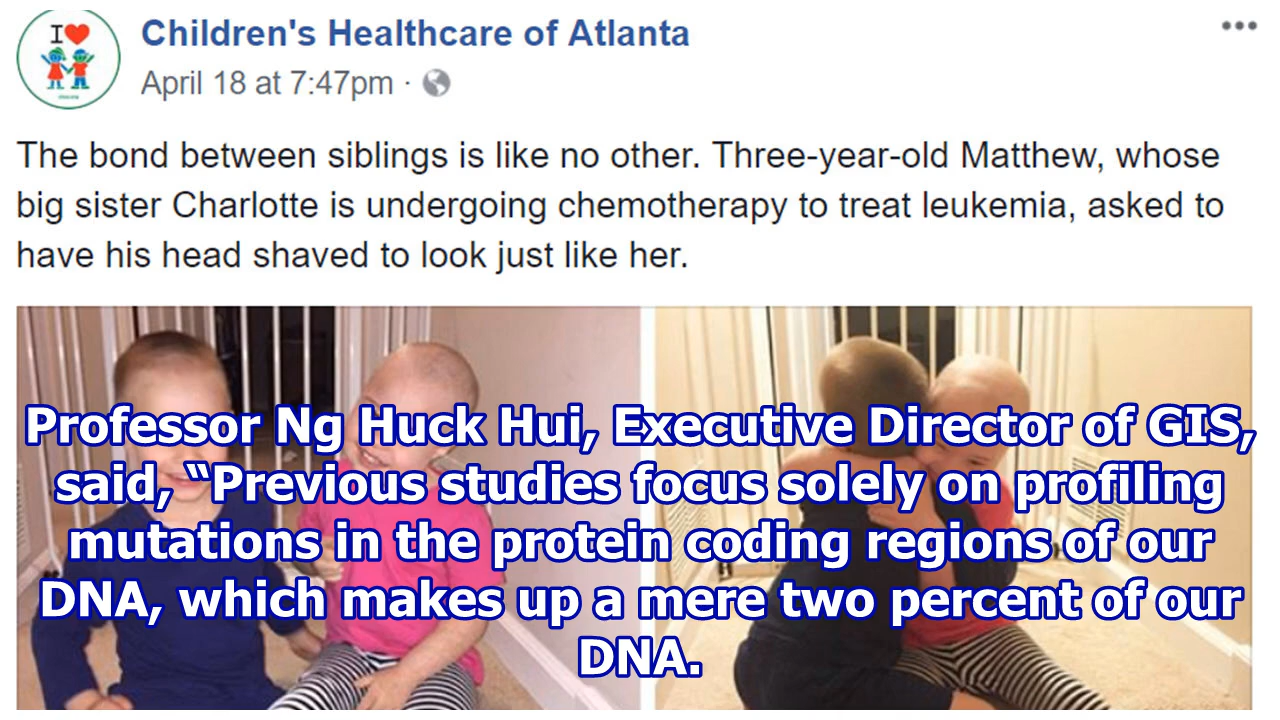 I
Children's Healthcare of Atlanta
April 18 at 7:47pm ·
The bond between siblings is like no other. Three-year-old Matthew, whose
big sister Charlotte is undergoing chemotherapy to treat leukemia, asked to
have his head shaved to look just like her.
Professor Ng Huck Hui, Executive Director of GIS,
said, “Previous studies focus solely on profiling
mutations in the protein coding regions of our
DNA, which makes up a mere two percent of our
DNA.